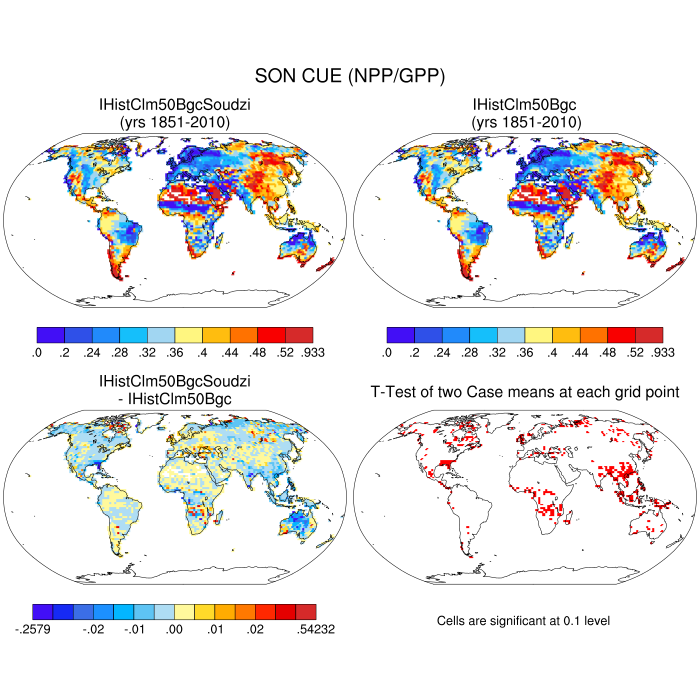 SON CUE (NPP/GPP)
IHistClm50BgcSoudzi
(yrs 1851-2010)
IHistClm50Bgc
(yrs 1851-2010)
.0 .2 .24 .28 .32 .36 .4 .44 .48 .52 .933
.0 .2 .24 .28 .32 .36 .4 .44 .48 .52 .933
IHistClm50BgcSoudzi
- IHistClm50Bgc
T-Test of two Case means at each grid point
-.2579 -.02 -.01 .00 .01 .02 .54232
Cells are significant at 0.1 level